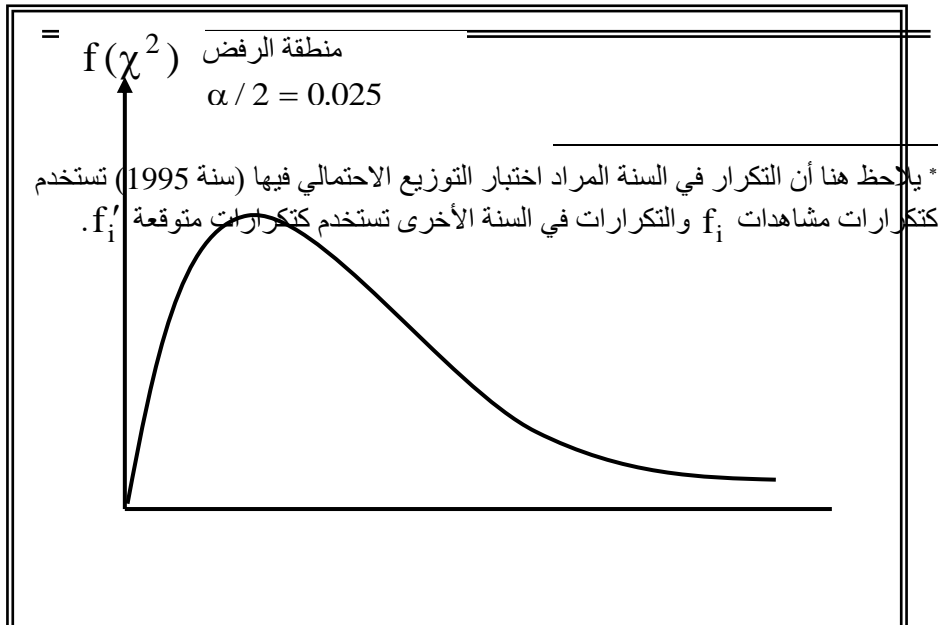 =
f (χ²) منطقة الرفض
α / 2 = 0.025
* يلاحظ هنا أن التكرار في السنة المراد اختبار التوزيع الاحتمالي فيها (سنة 1995) تستخدم
كتكرارات مشاهدات fᵢ والتكرارات في السنة الأخرى تستخدم كتكرارات متوقعة fᵢ′.